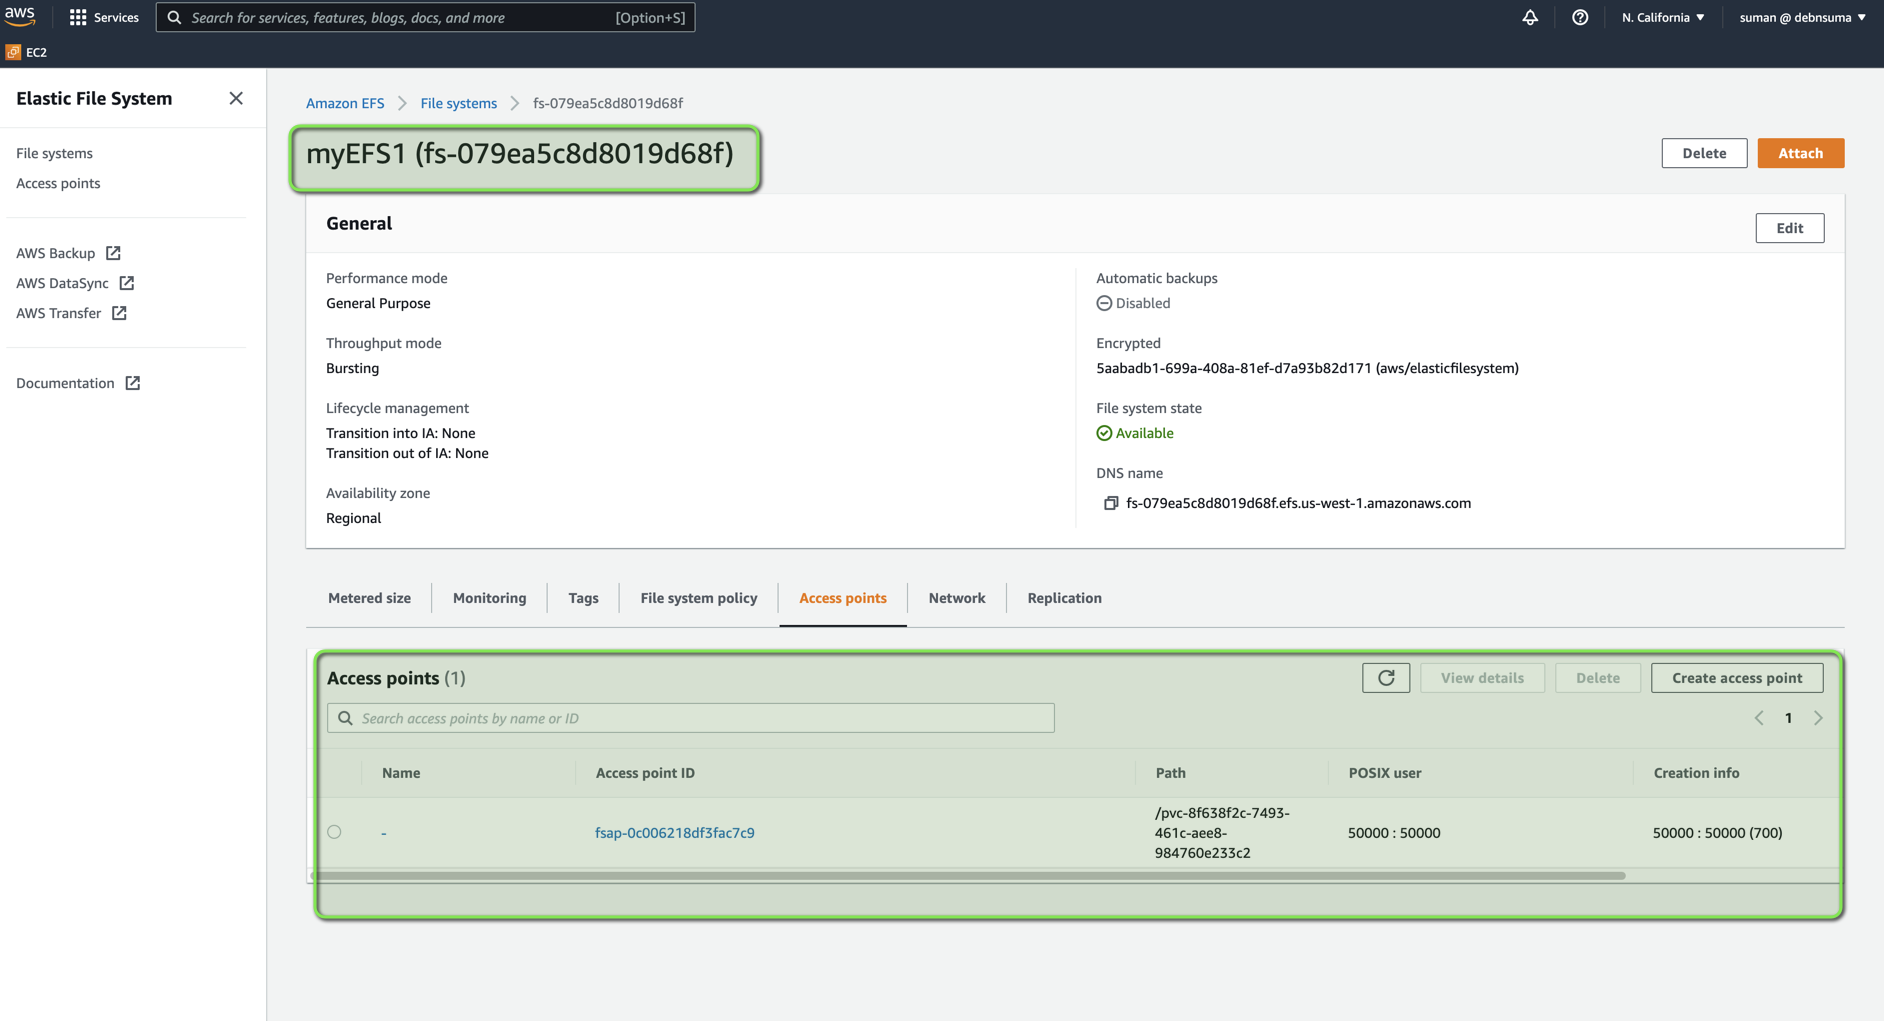 aws
Services
Search for services, features, blogs, docs, and more
[Option+S]
N. California
suman @ debnsuma
EC2
Elastic File System
File systems
Access points
AWS Backup
AWS DataSync
AWS Transfer
Documentation
Amazon EFS
File systems
fs-079ea5c8d8019d68f
myEFS1 (fs-079ea5c8d8019d68f)
Delete
Attach
General
Edit
Performance mode
General Purpose
Throughput mode
Bursting
Lifecycle management
Transition into IA: None
Transition out of IA: None
Availability zone
Regional
Automatic backups
Disabled
Encrypted
5aabadb1-699a-408a-81ef-d7a93b82d171 (aws/elasticfilesystem)
File system state
Available
DNS name
fs-079ea5c8d8019d68f.efs.us-west-1.amazonaws.com
Metered size
Monitoring
Tags
File system policy
Access points
Network
Replication
Access points (1)
View details
Delete
Create access point
Search access points by name or ID
1
Name
Access point ID
Path
POSIX user
Creation info
-
fsap-0c006218df3fac7c9
/pvc-8f638f2c-7493-
461c-aee8-
984760e233c2
50000 : 50000
50000 : 50000 (700)